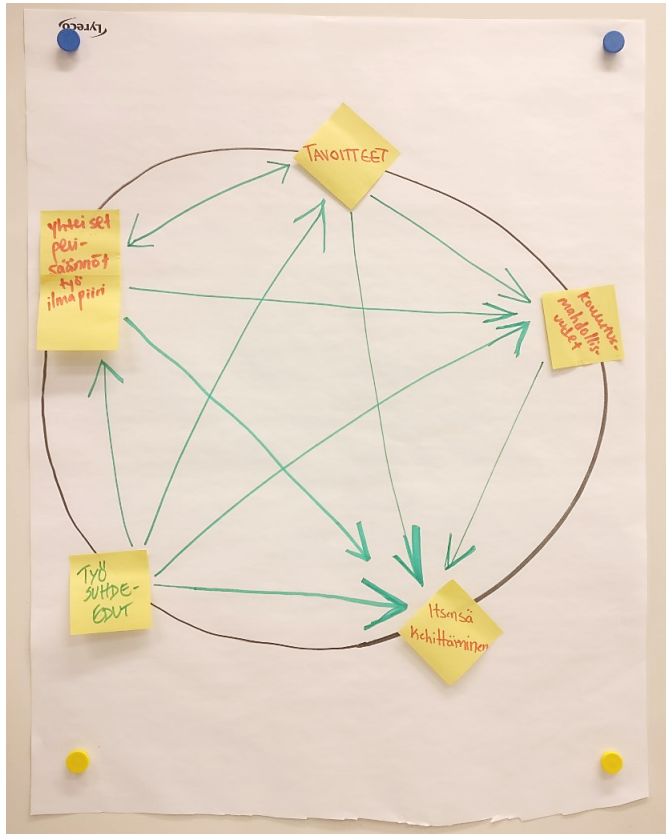 Lyreco
TAVOITTEET
yhteiset
peli-
säännöt
työ
ilmapiiri
koulutus-
mahdollis-
uudet
TYÖ
SUHDE-
EDUT
Itsensä
kehittäminen